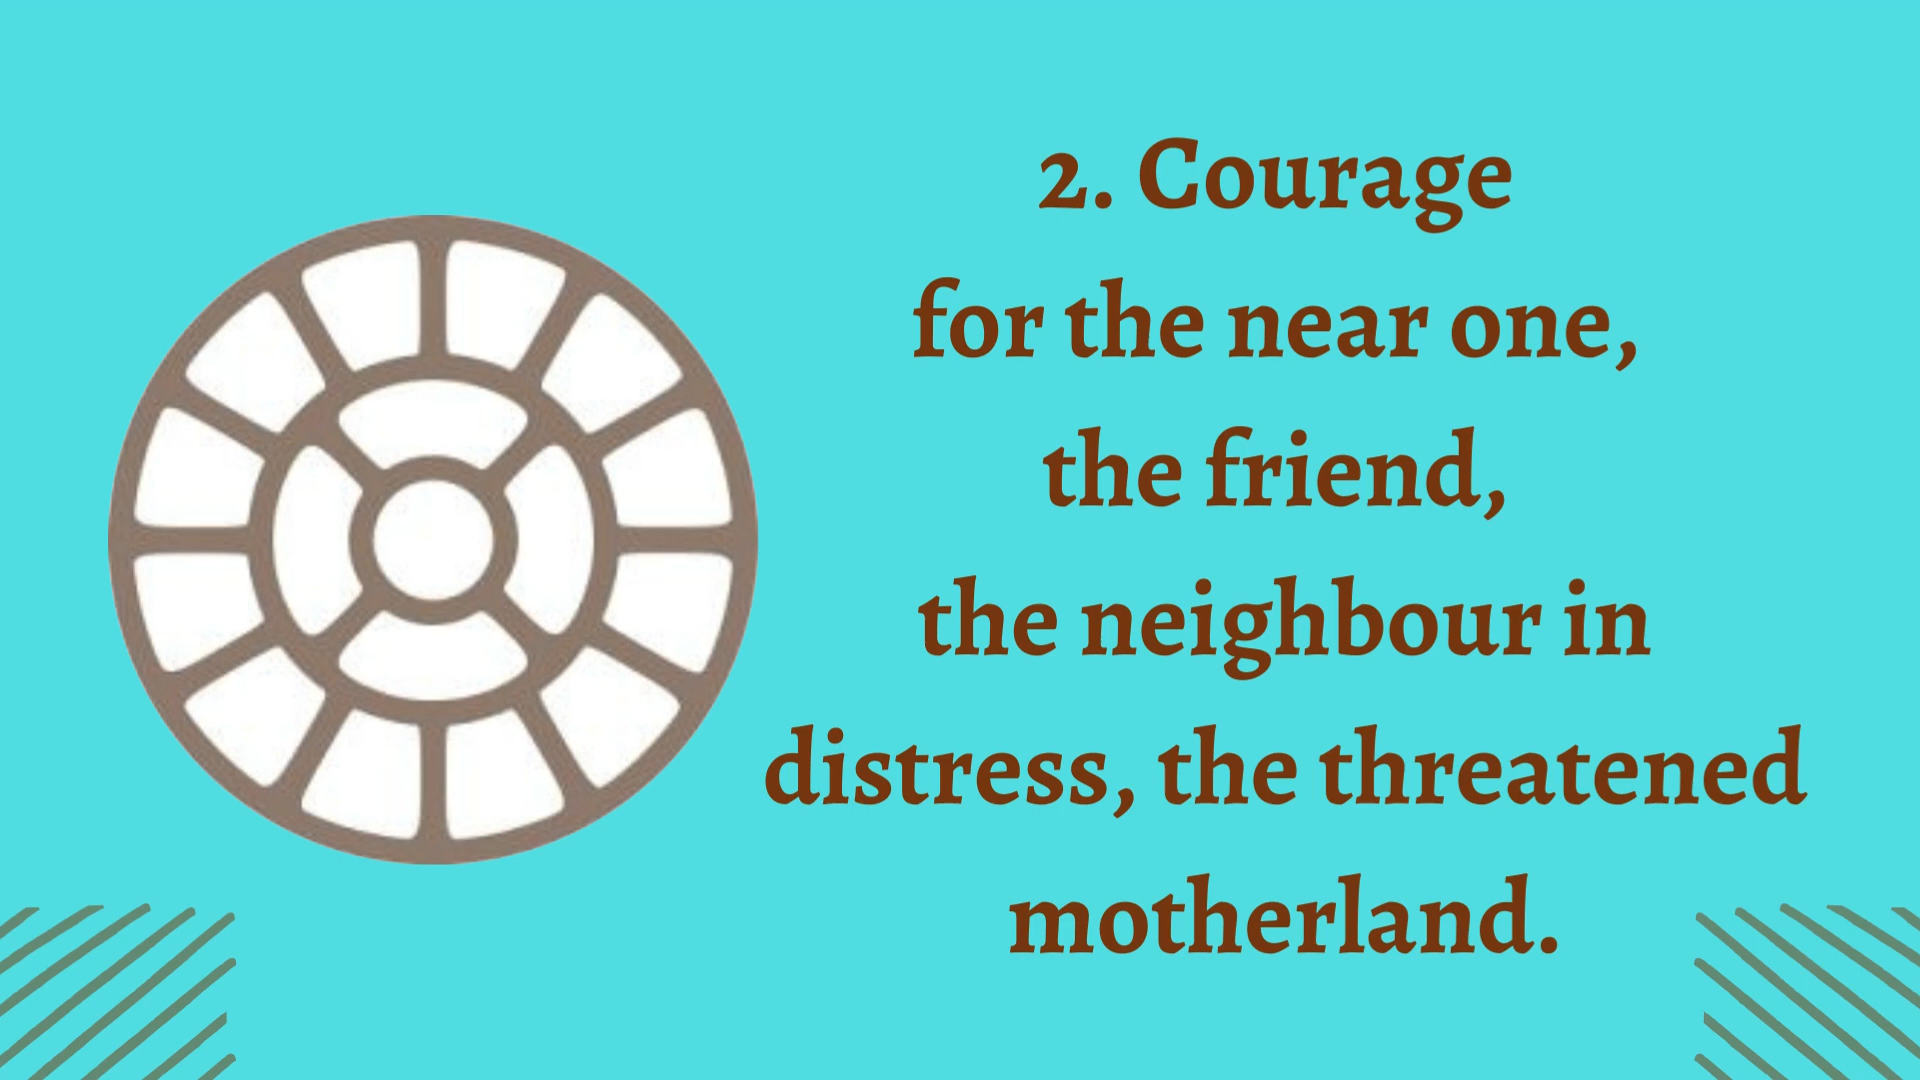 2. Courage
for the near one,
the friend,
the neighbour in
distress, the threatened
motherland.